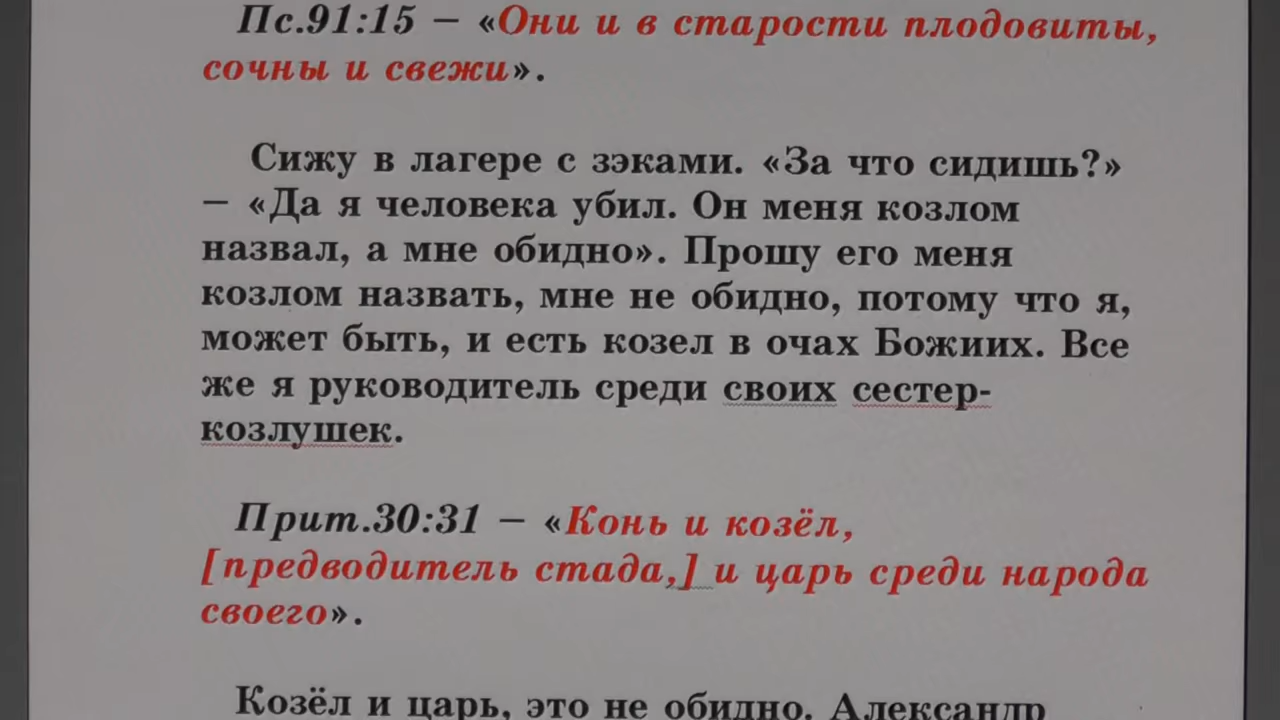 Пс.91:15 – «Они и в старости плодовиты,
сочны и свежи».
Сижу в лагере с зэками. «За что сидишь?»
– «Да я человека убил. Он меня козлом
назвал, а мне обидно». Прошу его меня
козлом назвать, мне не обидно, потому что я,
может быть, и есть козел в очах Божиих. Все
же я руководитель среди своих сестер-
козлушек.
Прит.30:31 – «Конь и козёл,
[предводитель стада,] и царь среди народа
своего».
Козёл и царь, это не обидно. Александр